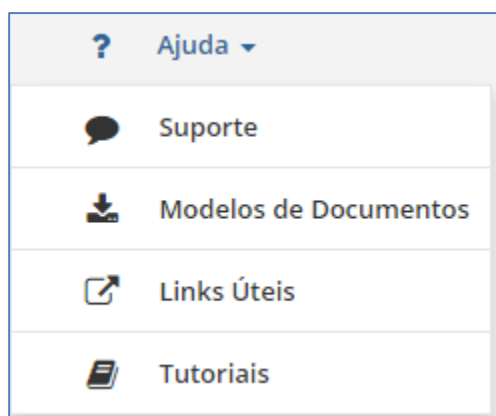 ? Ajuda
Suporte
Modelos de Documentos
Links Úteis
Tutoriais